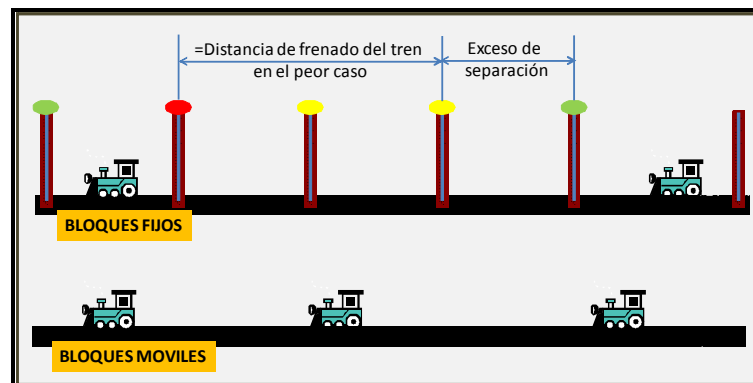 =Distancia de frenado del tren
en el peor caso
Exceso de
separación
BLOQUES FIJOS
BLOQUES MOVILES